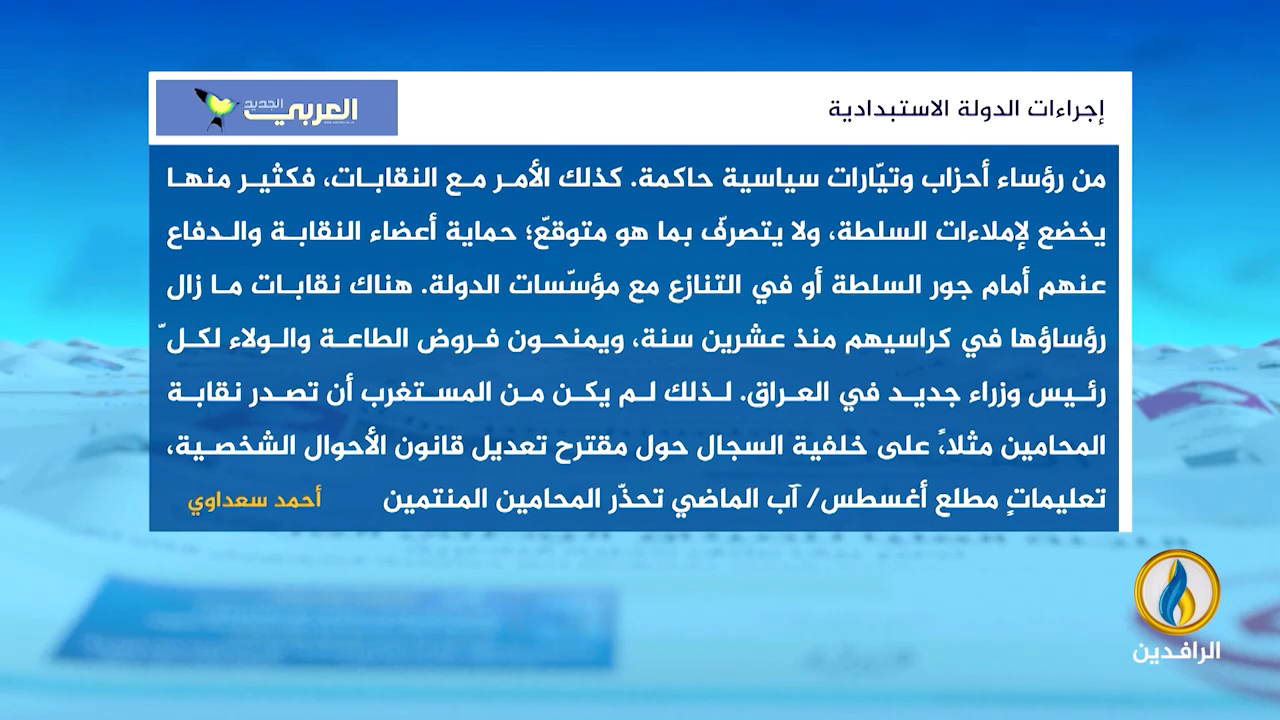 إجراءات الدولة الاستبدادية
العربي الجديد
من رؤساء أحزاب وتيّارات سياسية حاكمة. كذلك الأمر مع النقابات، فكثير منها
يخضع لإملاءات السلطة، ولا يتصرفّ بما هو متوقعّ؛ حماية أعضاء النقابة والدفاع
عنهم أمام جور السلطة أو في التنازع مع مؤسّسات الدولة. هناك نقابات ما زال
رؤساؤها في كراسيهم منذ عشرين سنة، ويمنحون فروض الطاعة والولاء لكلّ
رئيس وزراء جديد في العراق. لذلك لم يكن من المستغرب أن تصدر نقابة
المحامين مثلاً، على خلفية السجال حول مقترح تعديل قانون الأحوال الشخصية،
تعليماتٍ مطلع أغسطس/ آب الماضي تحذّر المحامين المنتمين
أحمد سعداوي
الرافدين